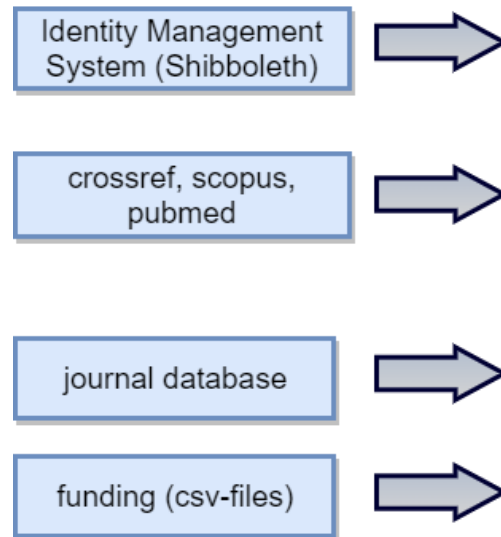 Identity Management
System (Shibboleth)
crossref, scopus,
pubmed
journal database
funding (csv-files)